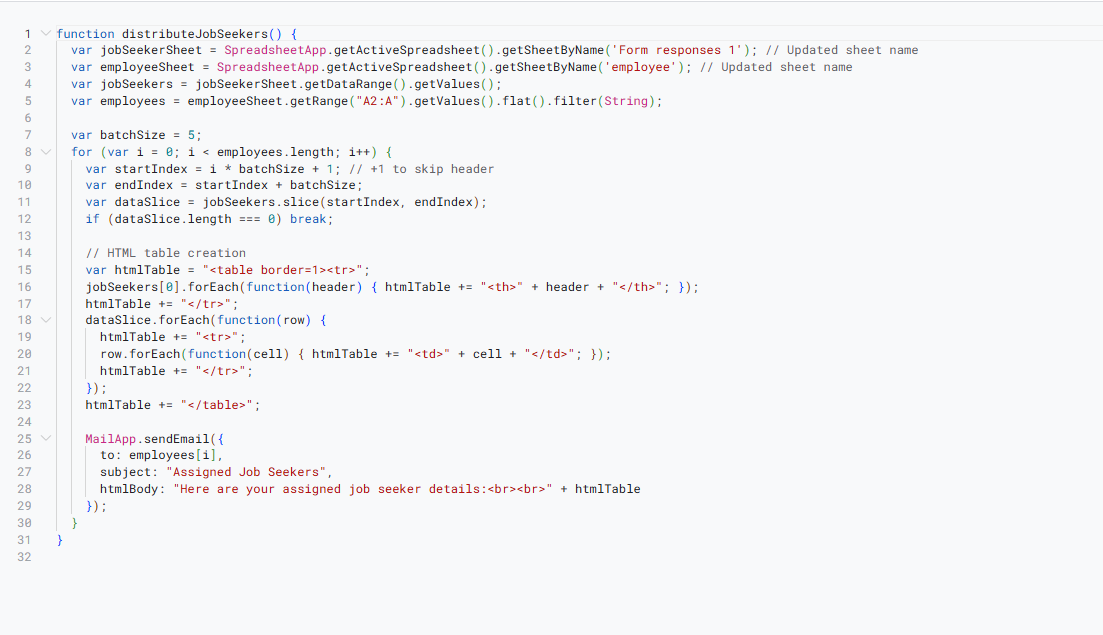 1 function distributeJobSeekers() {
2 var jobSeekerSheet = SpreadsheetApp.getActiveSpreadsheet().getSheetByName('Form responses 1'); // Updated sheet name
3 var employeeSheet = SpreadsheetApp.getActiveSpreadsheet().getSheetByName('employee'); // Updated sheet name
4 var jobSeekers = jobSeekerSheet.getDataRange().getValues();
5 var employees = employeeSheet.getRange("A2:A").getValues().flat().filter(String);
6
7 var batchSize = 5;
8 for (var i = 0; i < employees.length; i++) {
9 var startIndex = i * batchSize + 1; // +1 to skip header
10 var endIndex = startIndex + batchSize;
11 var dataSlice = jobSeekers.slice(startIndex, endIndex);
12 if (dataSlice.length === 0) break;
13
14 // HTML table creation
15 var htmlTable = "<table border=1><tr>";
16 jobSeekers[0].forEach(function(header) { htmlTable += "<th>" + header + "</th>"; });
17 htmlTable += "</tr>";
18 dataSlice.forEach(function(row) {
19 htmlTable += "<tr>";
20 row.forEach(function(cell) { htmlTable += "<td>" + cell + "</td>"; });
21 htmlTable += "</tr>";
22 });
23 htmlTable += "</table>";
24
25 MailApp.sendEmail({
26 to: employees[i],
27 subject: "Assigned Job Seekers",
28 htmlBody: "Here are your assigned job seeker details:<br><br>" + htmlTable
29 });
30 }
31 }
32